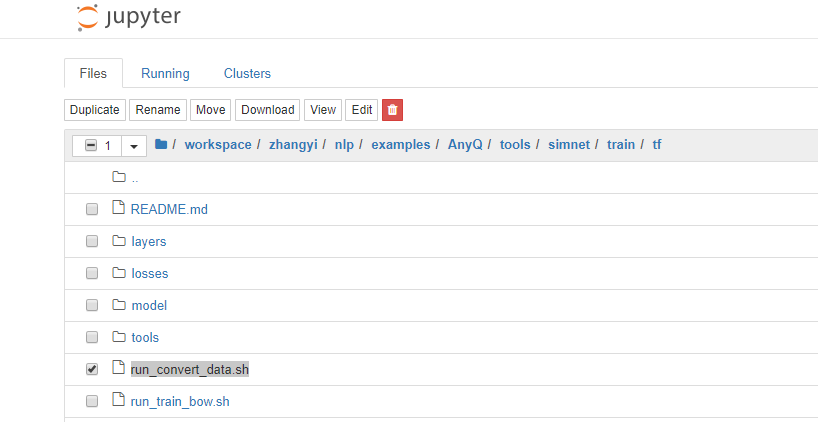 jupyter
Files Running Clusters
Duplicate Rename Move Download View Edit
1 / workspace / zhangyi / nlp / examples / AnyQ / tools / simnet / train / tf
..
README.md
layers
losses
model
tools
run_convert_data.sh
run_train_bow.sh